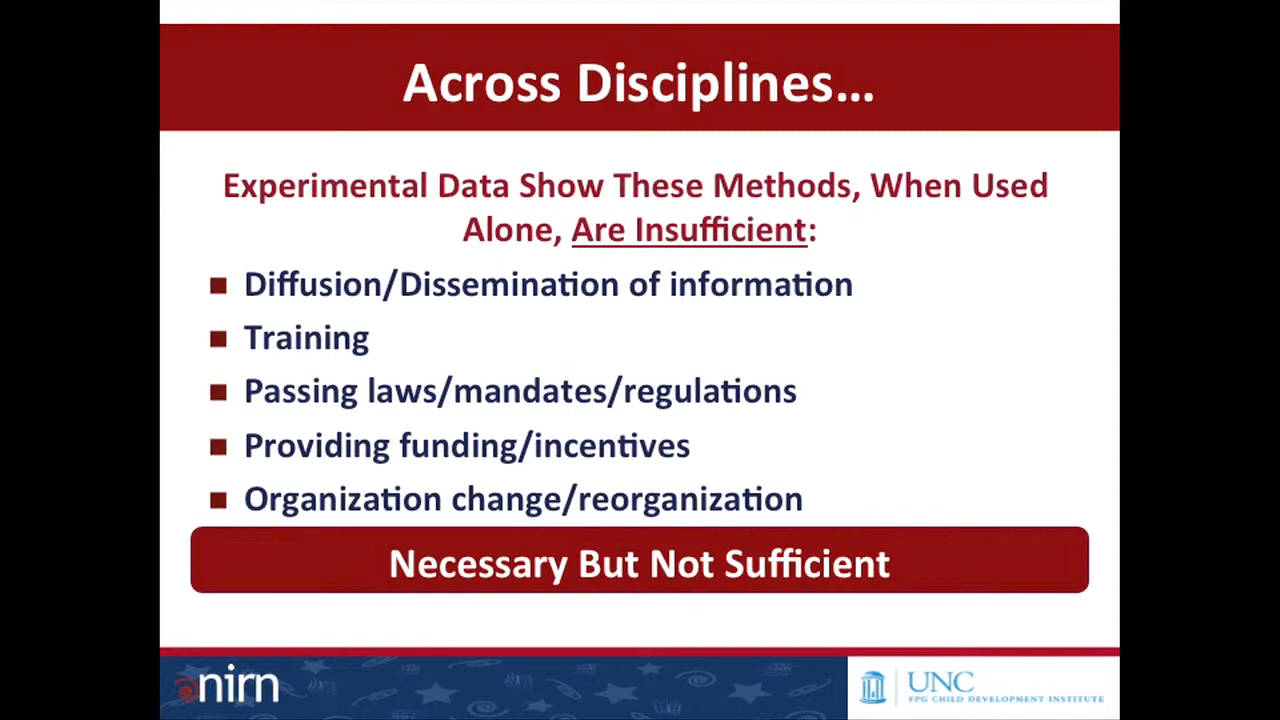 Across Disciplines...
Experimental Data Show These Methods, When Used
Alone, Are Insufficient:
Diffusion/Dissemination of information
Training
Passing laws/mandates/regulations
Providing funding/incentives
Organization change/reorganization
Necessary But Not Sufficient
nirn
UNC
FPG CHILD DEVELOPMENT INSTITUTE